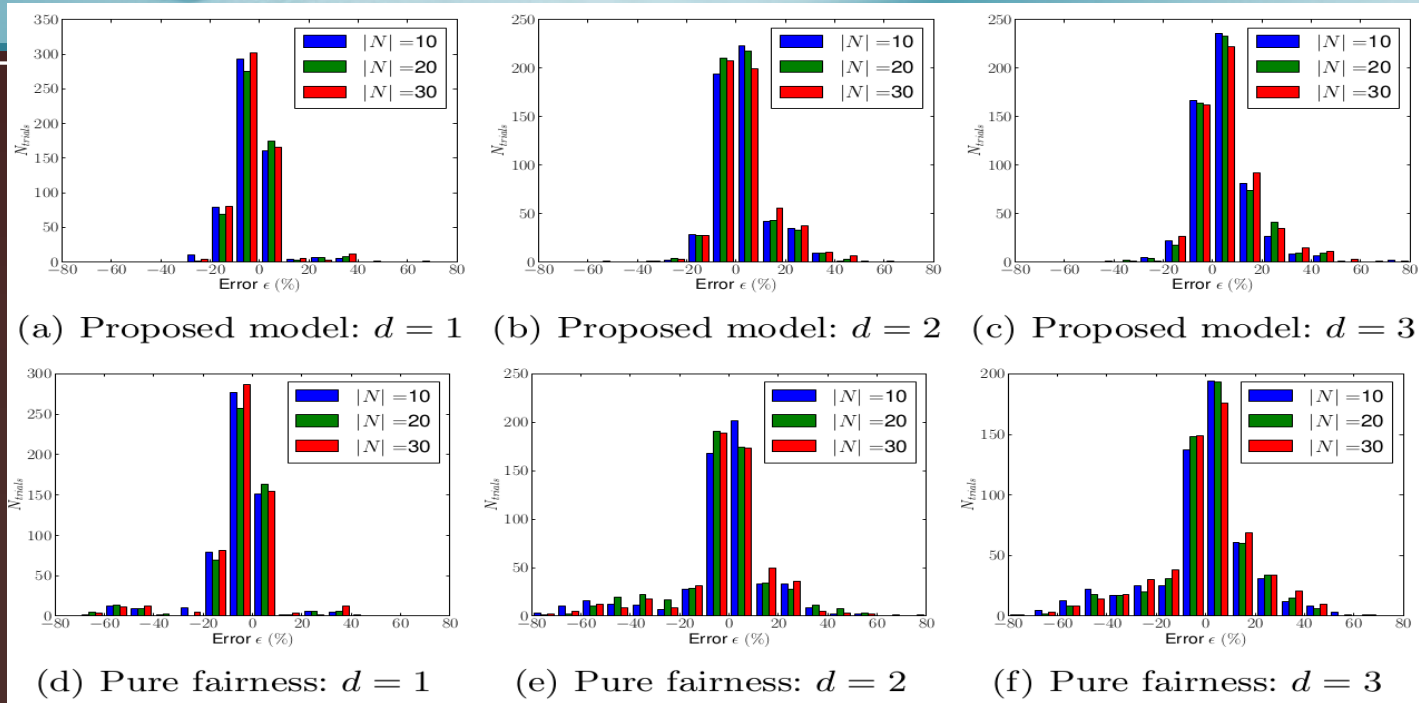 350
300
250
200
150
100
50
0
N_trials
−80 −60 −40 −20 0 20 40 60 80
Error ϵ (%)
|N| =10
|N| =20
|N| =30
(a) Proposed model: d = 1
250
200
150
100
50
0
N_trials
−80 −60 −40 −20 0 20 40 60 80
Error ϵ (%)
|N| =10
|N| =20
|N| =30
(b) Proposed model: d = 2
250
200
150
100
50
0
N_trials
−80 −60 −40 −20 0 20 40 60 80
Error ϵ (%)
|N| =10
|N| =20
|N| =30
(c) Proposed model: d = 3
300
250
200
150
100
50
0
N_trials
−80 −60 −40 −20 0 20 40 60 80
Error ϵ (%)
|N| =10
|N| =20
|N| =30
(d) Pure fairness: d = 1
250
200
150
100
50
0
N_trials
−80 −60 −40 −20 0 20 40 60 80
Error ϵ (%)
|N| =10
|N| =20
|N| =30
(e) Pure fairness: d = 2
200
150
100
50
0
N_trials
−80 −60 −40 −20 0 20 40 60 80
Error ϵ (%)
|N| =10
|N| =20
|N| =30
(f) Pure fairness: d = 3